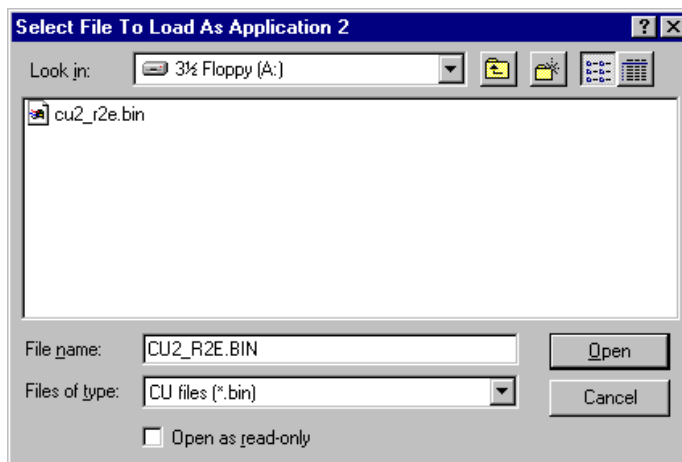 Select File To Load As Application 2
Look in: 3½ Floppy (A:)
cu2_r2e.bin
File name: CU2_R2E.BIN Open
Files of type: CU files (*.bin) Cancel
Open as read-only